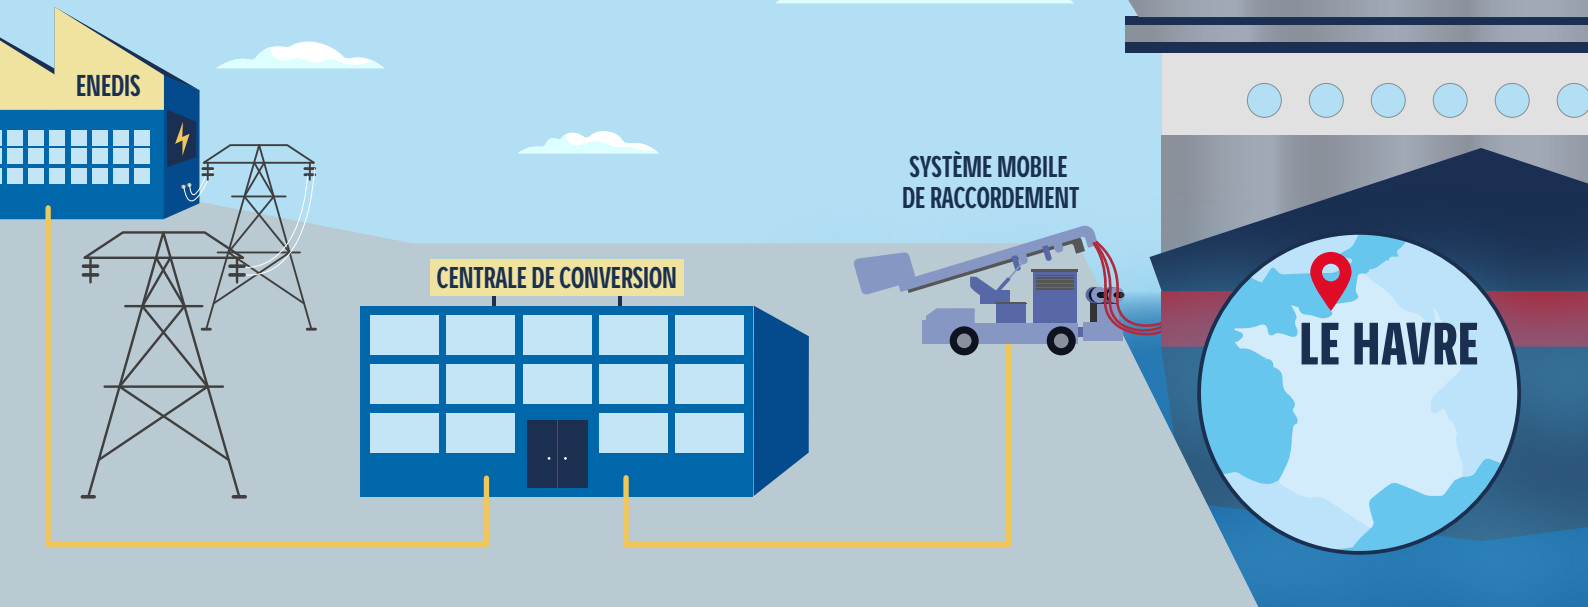 ENEDIS
SYSTÈME MOBILE
DE RACCORDEMENT
CENTRALE DE CONVERSION
LE HAVRE